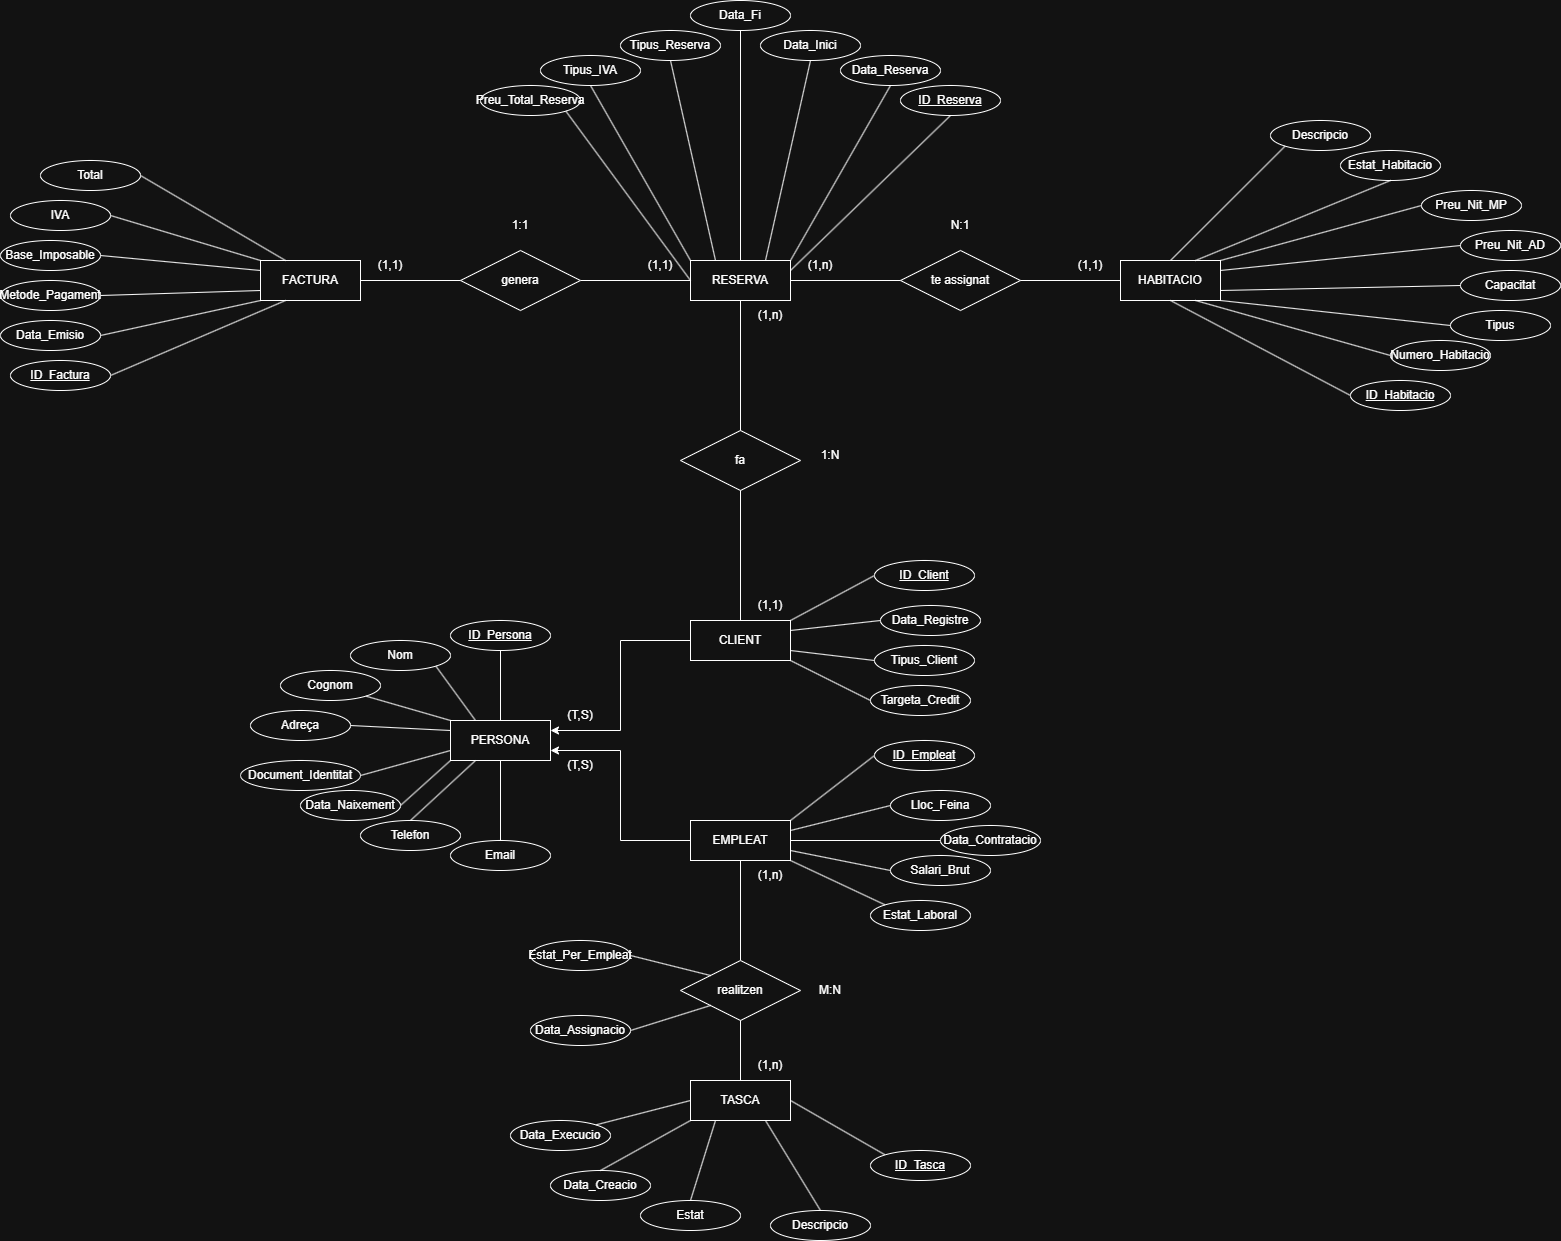 Data_Fi
Tipus_Reserva
Data_Inici
Tipus_IVA
Data_Reserva
Preu_Total_Reserva
ID_Reserva
Descripcio
Estat_Habitacio
Total
Preu_Nit_MP
IVA
1:1
N:1
Base_Imposable
Preu_Nit_AD
(1,1)
(1,1)
(1,n)
(1,1)
FACTURA
genera
RESERVA
te assignat
HABITACIO
Capacitat
Metode_Pagament
(1,n)
Tipus
Data_Emisio
Numero_Habitacio
ID_Factura
ID_Habitacio
fa
1:N
ID_Client
(1,1)
Data_Registre
ID_Persona
CLIENT
Nom
Tipus_Client
Cognom
Targeta_Credit
(T,S)
Adreça
PERSONA
ID_Empleat
(T,S)
Document_Identitat
Data_Naixement
Lloc_Feina
Telefon
EMPLEAT
Data_Contratacio
Email
Salari_Brut
(1,n)
Estat_Laboral
Estat_Per_Empleat
realitzen
M:N
Data_Assignacio
(1,n)
TASCA
Data_Execucio
ID_Tasca
Data_Creacio
Estat
Descripcio